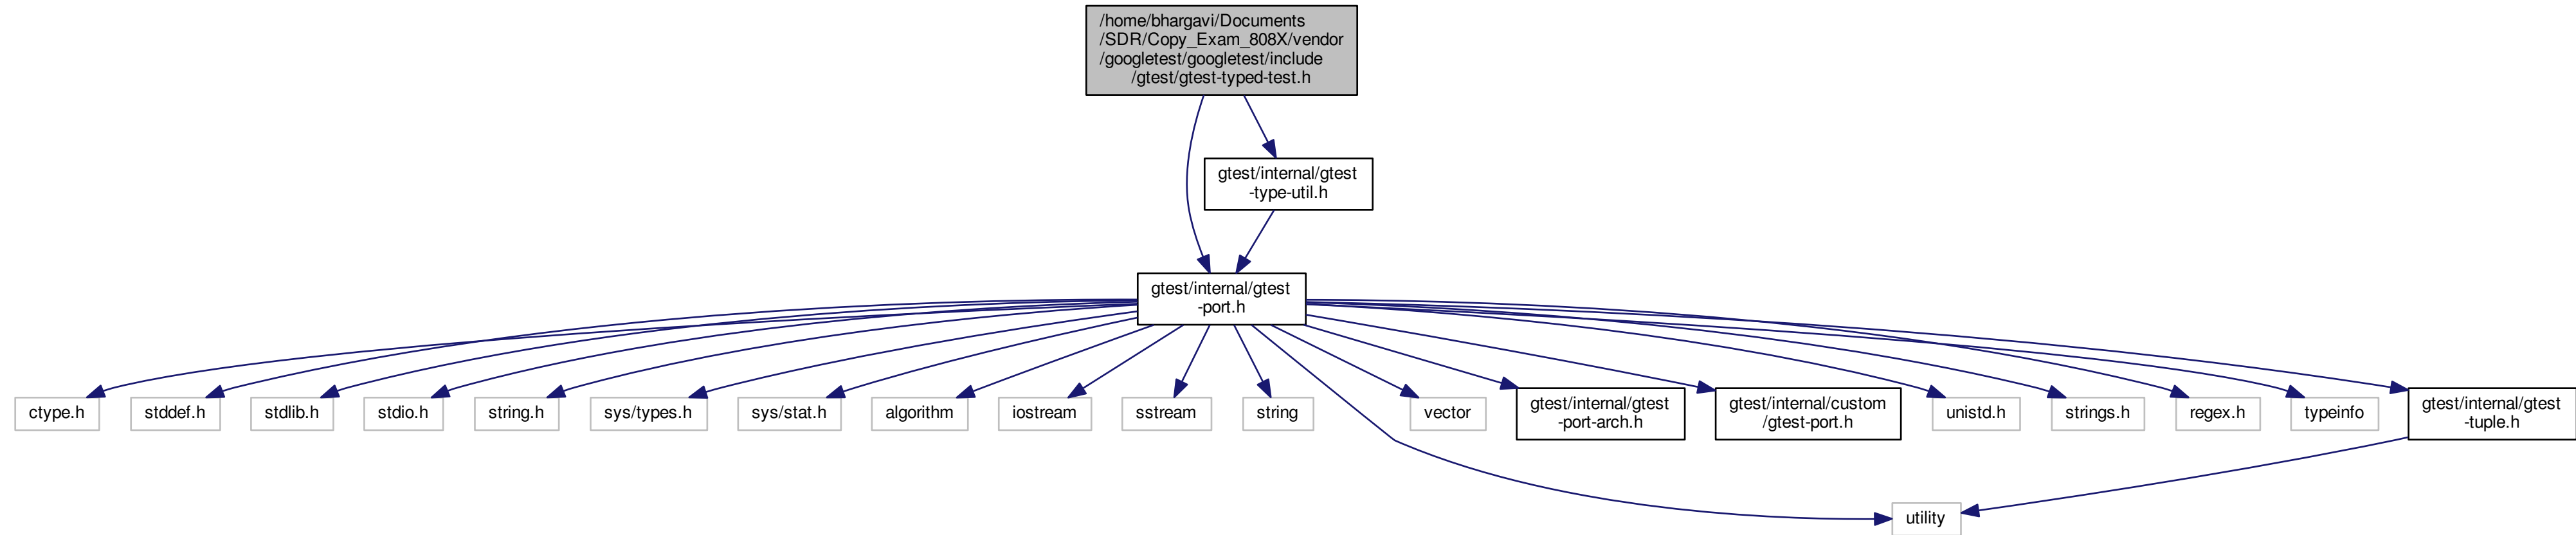 /home/bhargavi/Documents
/SDR/Copy_Exam_808X/vendor
/googletest/googletest/include
/gtest/gtest-typed-test.h
gtest/internal/gtest
-type-util.h
gtest/internal/gtest
-port.h
ctype.h
stddef.h
stdlib.h
stdio.h
string.h
sys/types.h
sys/stat.h
algorithm
iostream
sstream
string
vector
gtest/internal/gtest
-port-arch.h
gtest/internal/custom
/gtest-port.h
unistd.h
strings.h
regex.h
typeinfo
gtest/internal/gtest
-tuple.h
utility